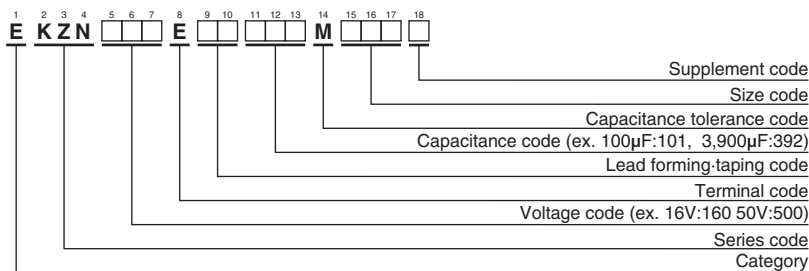 1 2 3 4 5 6 7 8 9 10 11 12 13 14 15 16 17 18
E K Z N E M
Supplement code
Size code
Capacitance tolerance code
Capacitance code (ex. 100µF:101, 3,900µF:392)
Lead forming·taping code
Terminal code
Voltage code (ex. 16V:160 50V:500)
Series code
Category